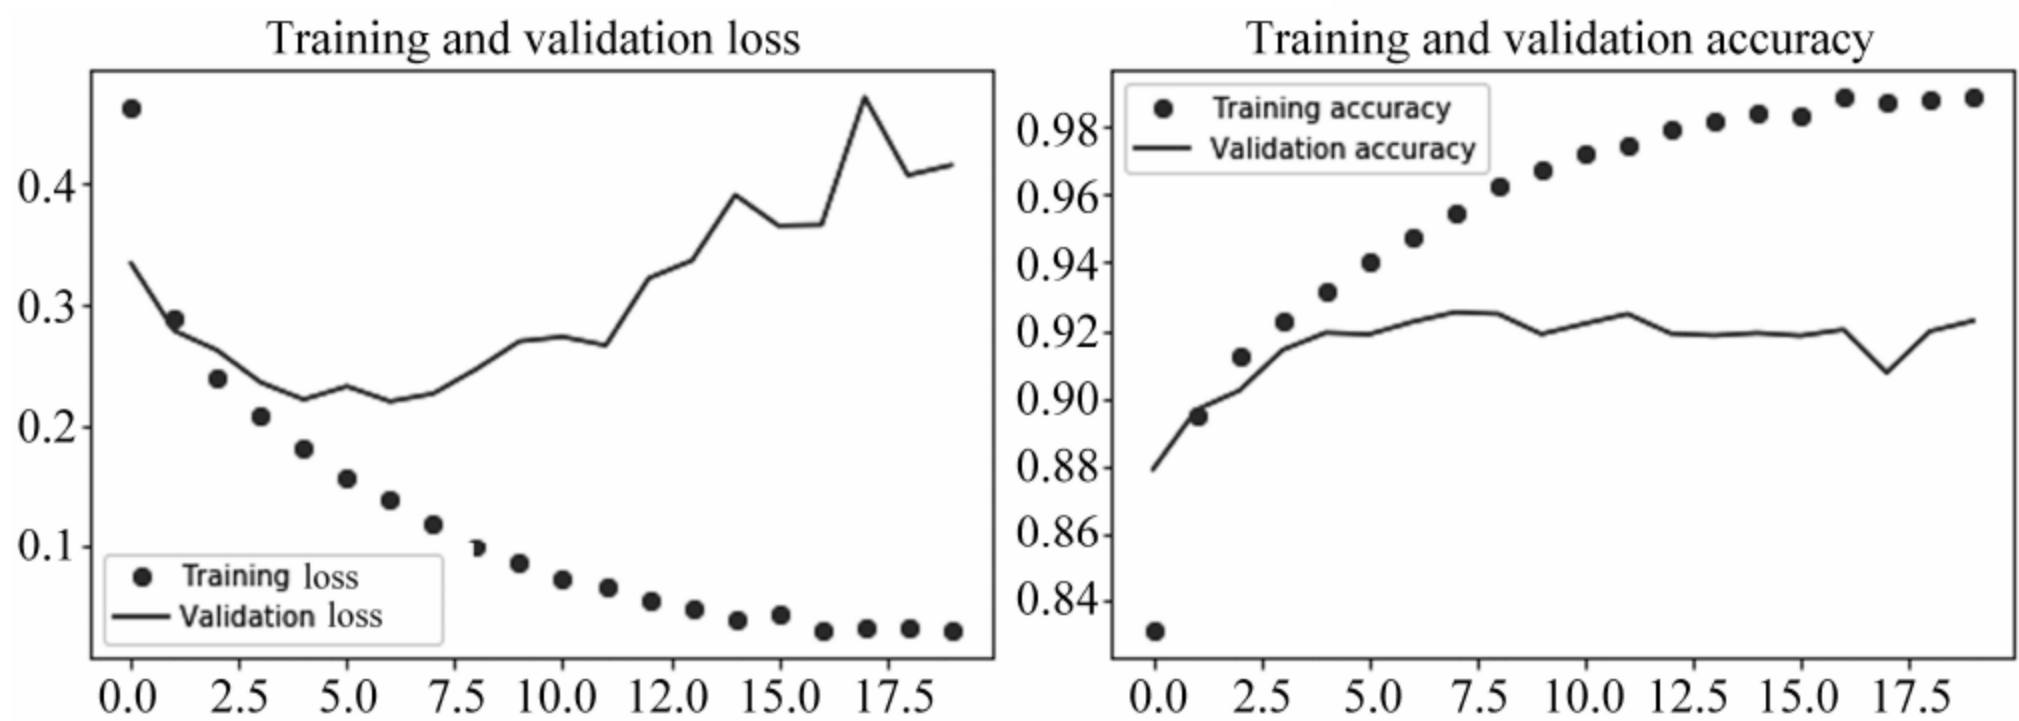 Training and validation loss
0.4
0.3
0.2
0.1
Training loss
Validation loss
0.0 2.5 5.0 7.5 10.0 12.0 15.0 17.5
Training and validation accuracy
Training accuracy
Validation accuracy
0.98
0.96
0.94
0.92
0.90
0.88
0.86
0.84
0.0 2.5 5.0 7.5 10.0 12.5 15.0 17.5